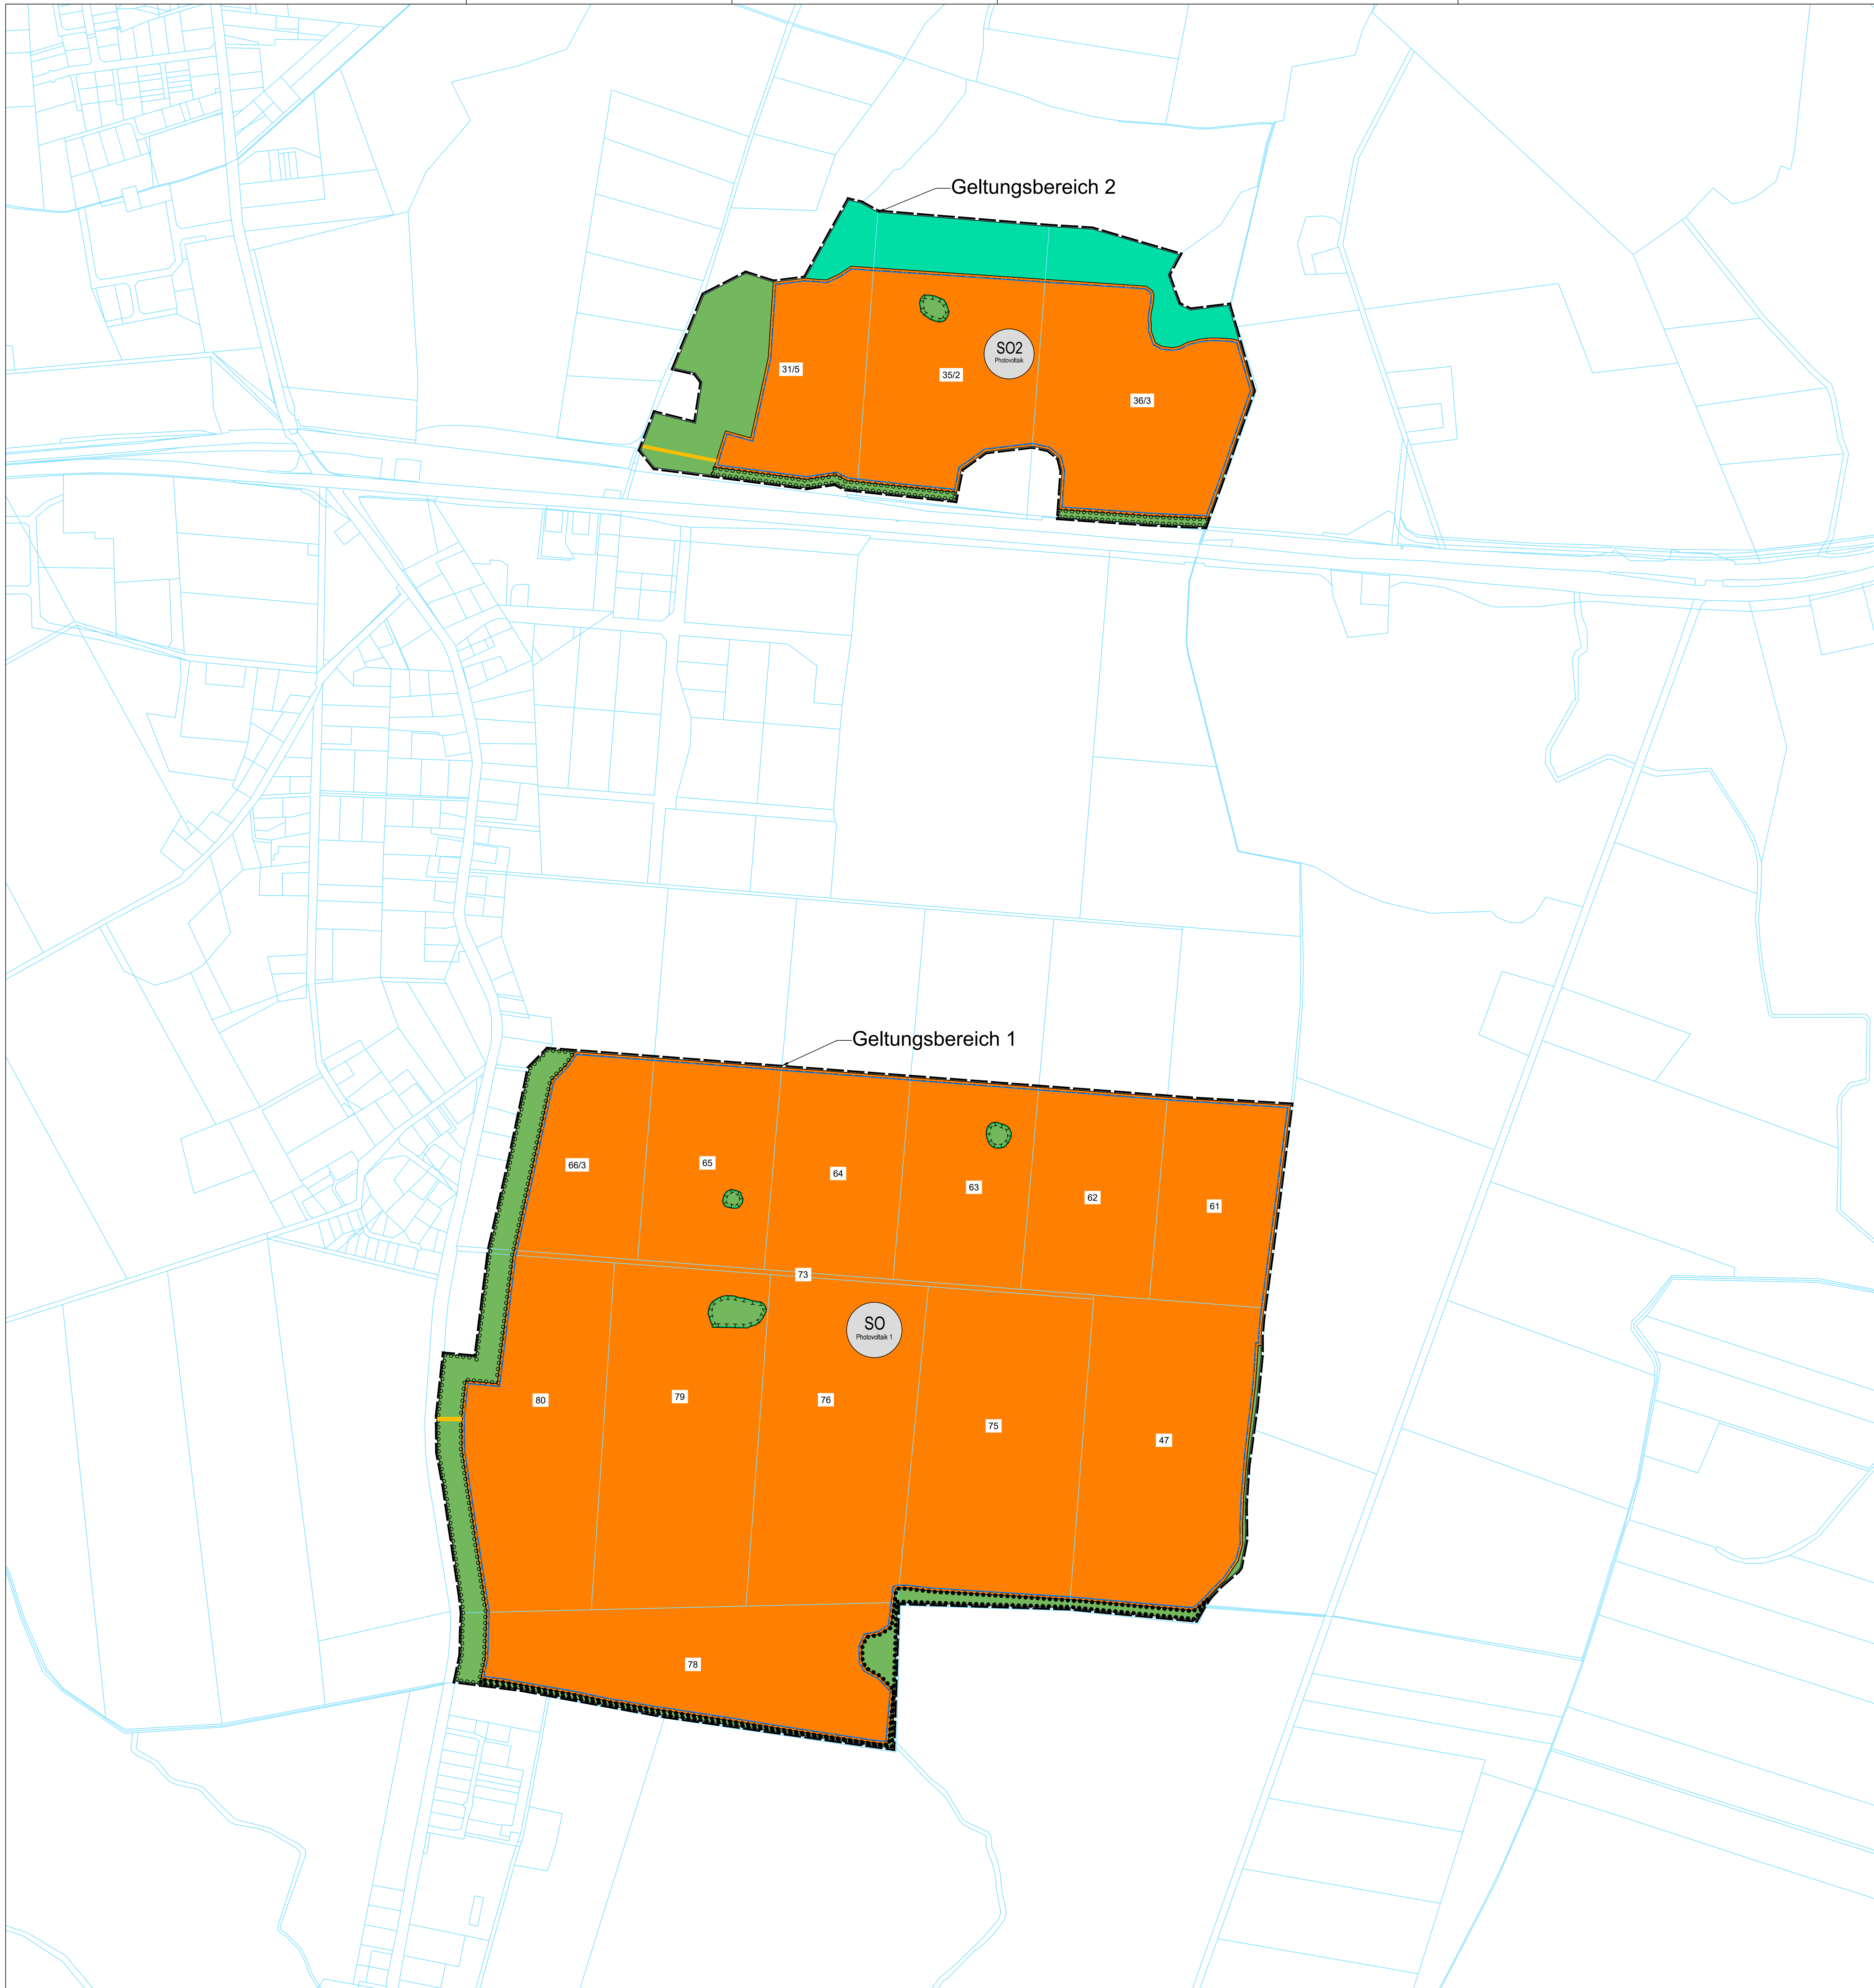 Geltungsbereich 2
SO2
Photovoltaik
31/5
35/2
36/3
Geltungsbereich 1
66/3
65
64
63
62
61
73
SO
Photovoltaik 1
80
79
76
75
47
78